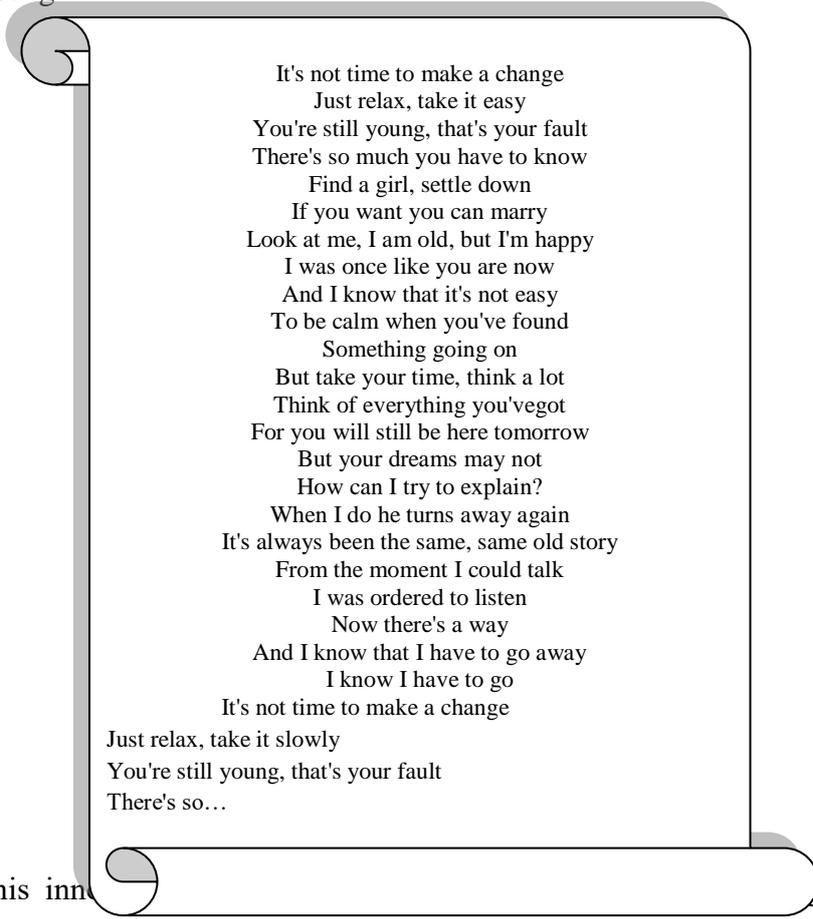 It's not time to make a change
Just relax, take it easy
You're still young, that's your fault
There's so much you have to know
Find a girl, settle down
If you want you can marry
Look at me, I am old, but I'm happy
I was once like you are now
And I know that it's not easy
To be calm when you've found
Something going on
But take your time, think a lot
Think of everything you'vegot
For you will still be here tomorrow
But your dreams may not
How can I try to explain?
When I do he turns away again
It's always been the same, same old story
From the moment I could talk
I was ordered to listen
Now there's a way
And I know that I have to go away
I know I have to go
It's not time to make a change
Just relax, take it slowly
You're still young, that's your fault
There's so…